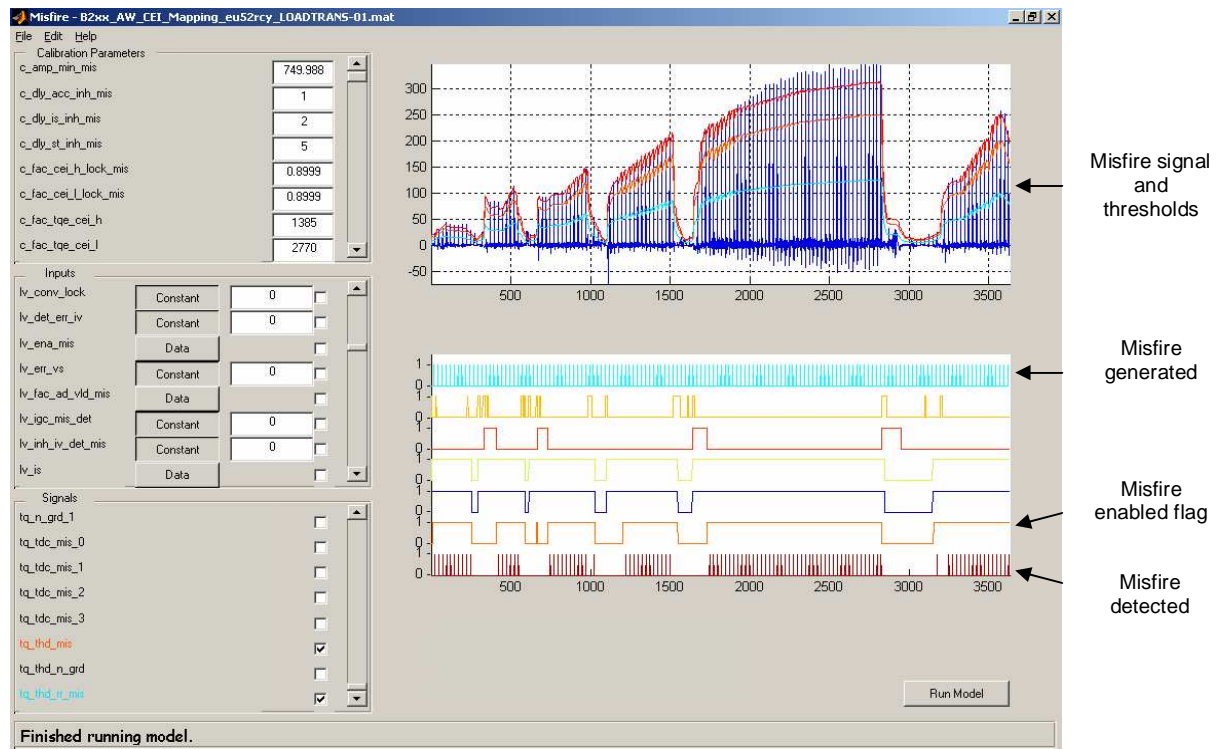 Misfire - B2xx_AW_CEI_Mapping_eu52rcy_LOADTRANS-01.mat
File Edit Help
Calibration Parameters
c_amp_min_mis 749.988
c_dly_acc_inh_mis 1
c_dly_is_inh_mis 2
c_dly_st_inh_mis 5
c_fac_cei_h_lock_mis 0.8999
c_fac_cei_l_lock_mis 0.8999
c_fac_tqe_cei_h 1385
c_fac_tqe_cei_l 2770
Inputs
lv_conv_lock Constant 0
lv_det_err_iv Constant 0
lv_ena_mis Data
lv_err_vs Constant 0
lv_fac_ad_vld_mis Data
lv_igc_mis_det Constant 0
lv_inh_iv_det_mis Constant 0
lv_is Data
Signals
tq_n_grd_1
tq_tdc_mis_0
tq_tdc_mis_1
tq_tdc_mis_2
tq_tdc_mis_3
tq_thd_mis
tq_thd_n_grd
tq_thd_rr_mis
Finished running model.
300
250
200
150
100
50
0
-50
500 1000 1500 2000 2500 3000 3500
1
0
1
0
1
0
1
0
1
0
1
0
1
0
500 1000 1500 2000 2500 3000 3500
Run Model
Misfire signal
and
thresholds
Misfire
generated
Misfire
enabled flag
Misfire
detected